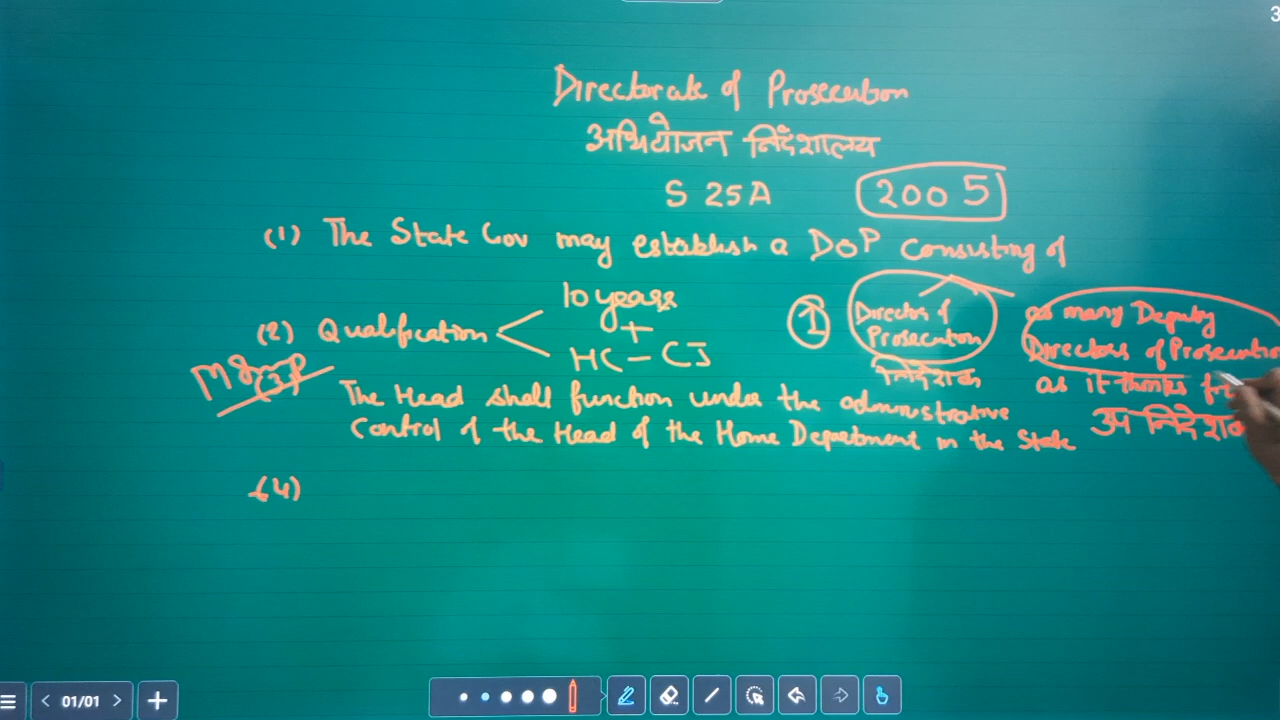 Directorate of Prosecution
अभियोजन निदेशालय
S 25A 2005
(1) The State Gov may establish a DOP consisting of
1 Director of Prosecution
निदेशक
as many Deputy
Directors of Prosecution
as it thinks fit
उप निदेशक
(2) Qualification 10 years
+
HC - CJ
(3) The Head shall function under the administrative
Control of the Head of the Home Department in the State
(4)
01/01
3